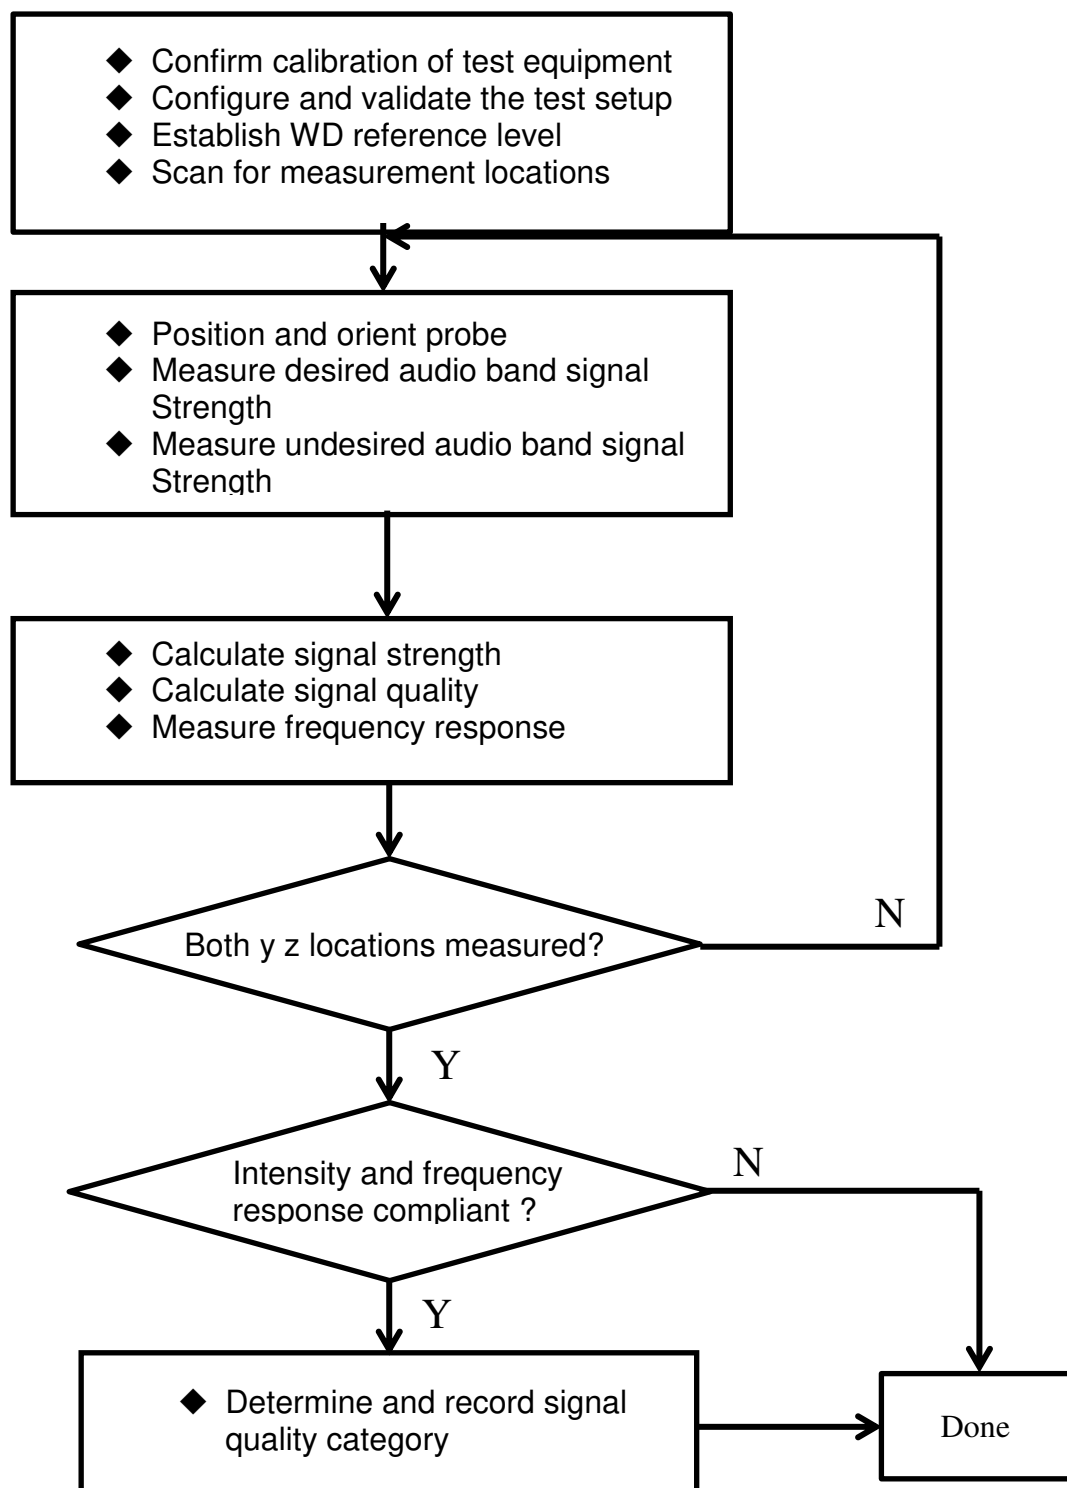 ◆ Confirm calibration of test equipment
◆ Configure and validate the test setup
◆ Establish WD reference level
◆ Scan for measurement locations
◆ Position and orient probe
◆ Measure desired audio band signal
Strength
◆ Measure undesired audio band signal
Strength
◆ Calculate signal strength
◆ Calculate signal quality
◆ Measure frequency response
Both y z locations measured?
N
Y
Intensity and frequency
response compliant ?
N
Y
◆ Determine and record signal
quality category
Done